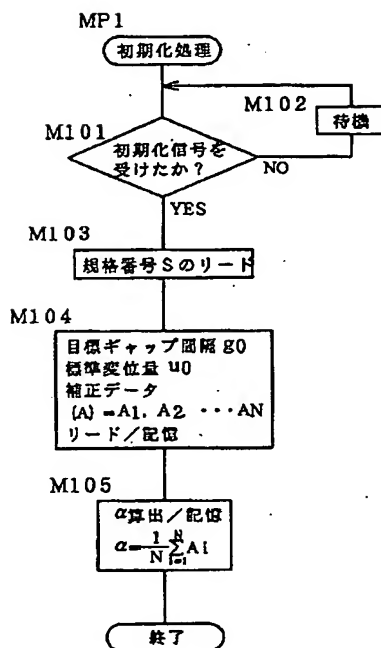 MP1
初期化処理
M102
待機
M101
初期化信号を
受けたか？
NO
YES
M103
規格番号Sのリード
M104
目標ギャップ間隔 g0
標準変位量 u0
補正データ
{A} =A1, A2 ･･･AN
リード／記憶
M105
α算出／記憶
α=1/N Σ i=1 N Ai
終了